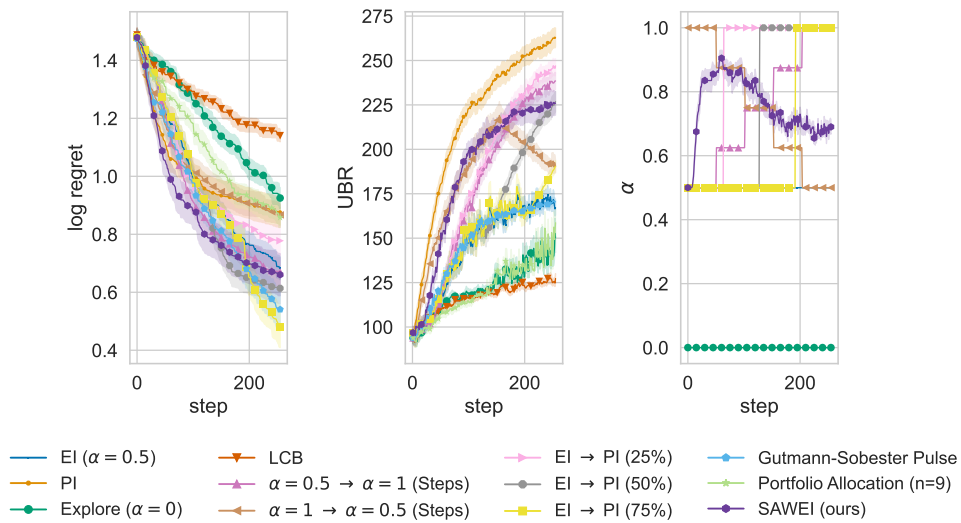 1.4
1.2
1.0
0.8
0.6
0.4
log regret
0
200
step
275
250
225
200
175
150
125
100
UBR
0
200
step
1.0
0.8
0.6
0.4
0.2
0.0
α
0
200
step
EI (α = 0.5)
PI
Explore (α = 0)
LCB
α = 0.5 → α = 1 (Steps)
α = 1 → α = 0.5 (Steps)
EI → PI (25%)
EI → PI (50%)
EI → PI (75%)
Gutmann-Sobester Pulse
Portfolio Allocation (n=9)
SAWEI (ours)